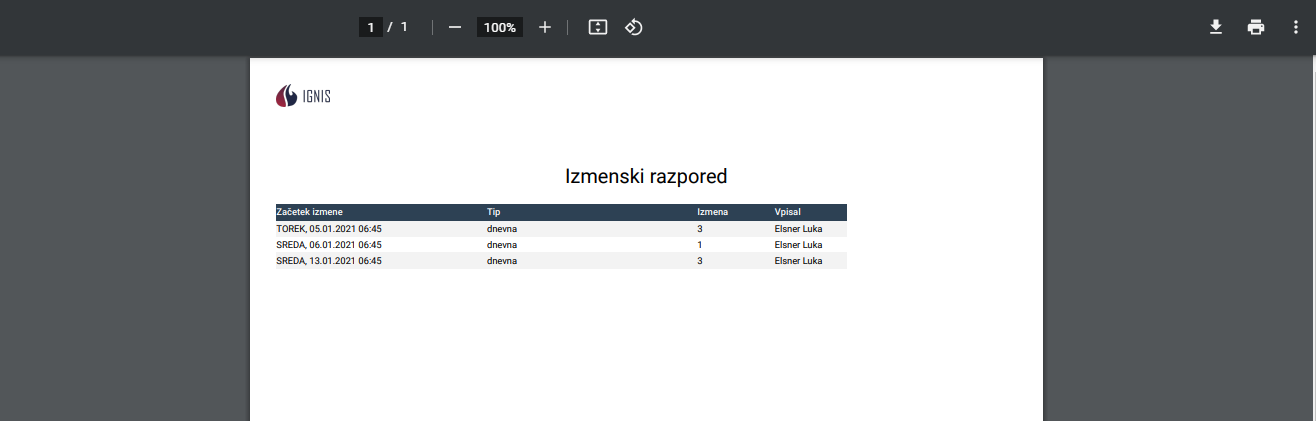 1 / 1 100%
IGNIS
Izmenski razpored
Začetek izmene Tip Izmena Vpisal
TOREK, 05.01.2021 06:45 dnevna 3 Elsner Luka
SREDA, 06.01.2021 06:45 dnevna 1 Elsner Luka
SREDA, 13.01.2021 06:45 dnevna 3 Elsner Luka